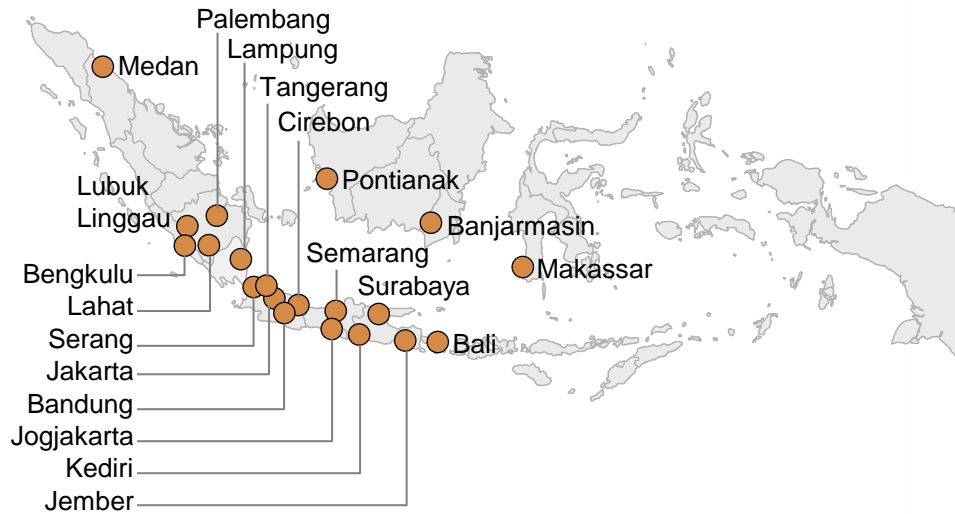 Palembang
Lampung
Medan
Tangerang
Cirebon
Lubuk
Linggau
Pontianak
Banjarmasin
Semarang
Bengkulu
Makassar
Surabaya
Lahat
Serang
Bali
Jakarta
Bandung
Jogjakarta
Kediri
Jember